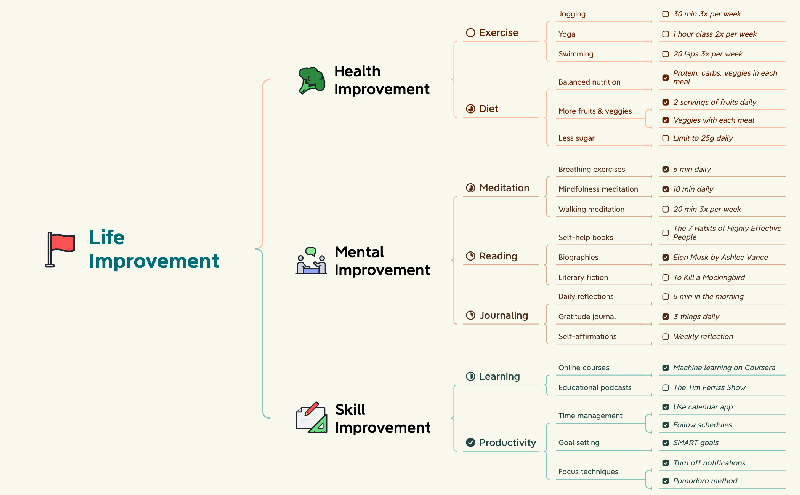 Life
Improvement
Health
Improvement
Exercise
Jogging
30 min 3x per week
Yoga
1 hour class 2x per week
Swimming
20 laps 3x per week
Diet
Balanced nutrition
Protein, carbs, veggies in each
meal
More fruits & veggies
2 servings of fruits daily
Veggies with each meal
Less sugar
Limit to 25g daily
Mental
Improvement
Meditation
Breathing exercises
5 min daily
Mindfulness meditation
10 min daily
Walking meditation
20 min 3x per week
Reading
Self-help books
The 7 Habits of Highly Effective
People
Biographies
Elon Musk by Ashlee Vance
Literary fiction
To Kill a Mockingbird
Journaling
Daily reflections
5 min in the morning
Gratitude journal
3 things daily
Self-affirmations
Weekly reflection
Skill
Improvement
Learning
Online courses
Machine learning on Coursera
Educational podcasts
The Tim Ferriss Show
Productivity
Time management
Use calendar app
Follow schedules
Goal setting
SMART goals
Focus techniques
Turn off notifications
Pomodoro method